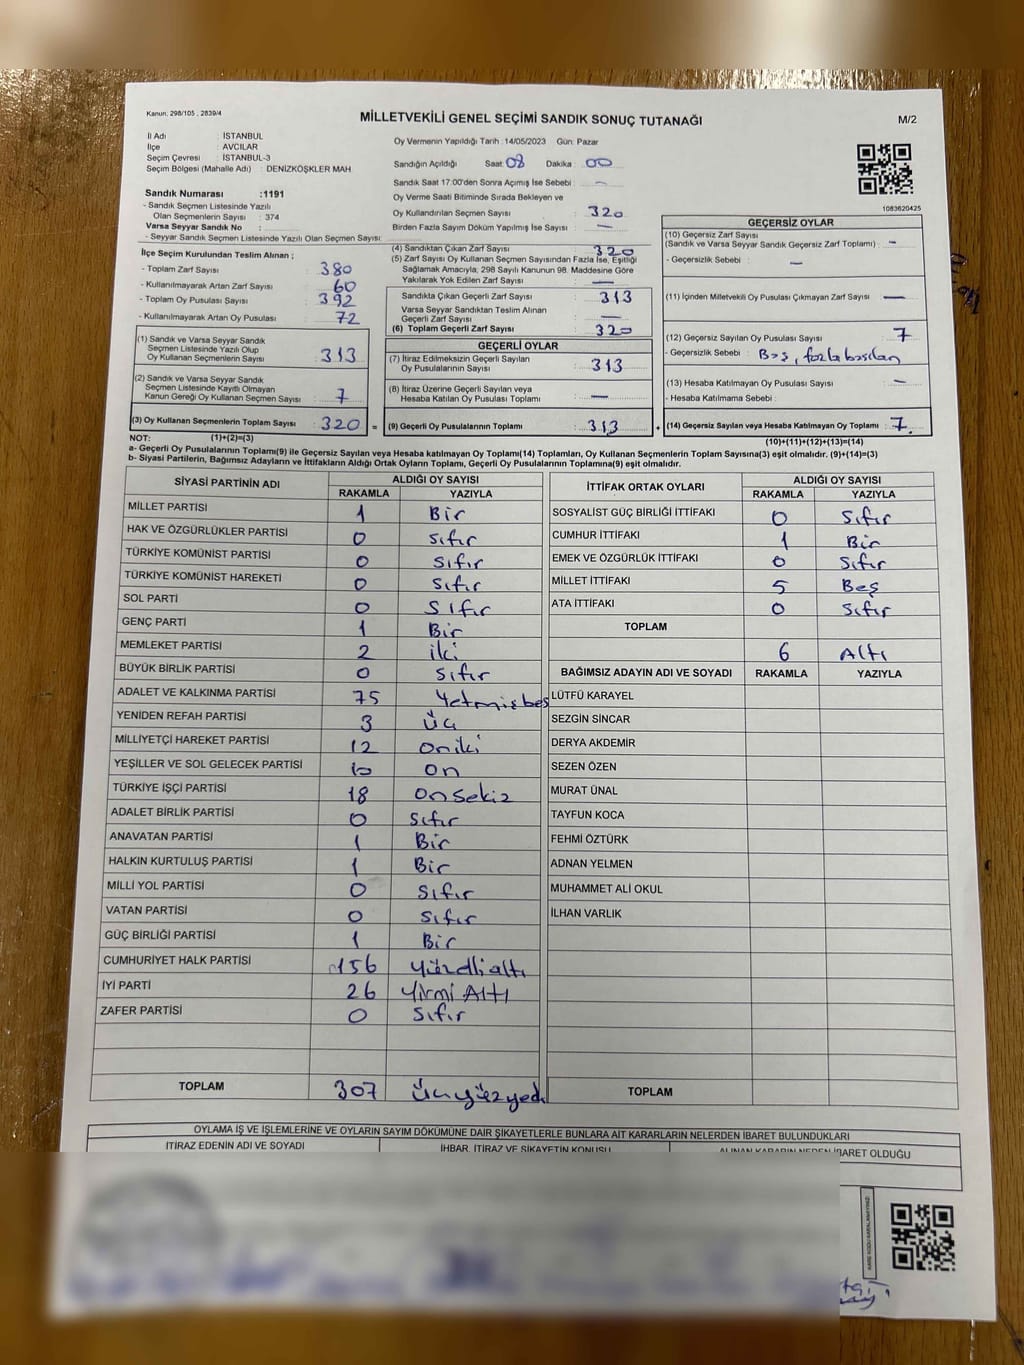 Kanun: 298/105 , 2839/4
MİLLETVEKİLİ GENEL SEÇİMİ SANDIK SONUÇ TUTANAĞI
M/2
İl Adı : İSTANBUL
İlçe : AVCILAR
Seçim Çevresi : İSTANBUL-3
Seçim Bölgesi (Mahalle Adı) : DENİZKÖŞKLER MAH
Sandık Numarası :1191
- Sandık Seçmen Listesinde Yazılı
Olan Seçmenlerin Sayısı : 374
Varsa Seyyar Sandık No :
- Seyyar Sandık Seçmen Listesinde Yazılı Olan Seçmen Sayısı:
Oy Vermenin Yapıldığı Tarih : 14/05/2023 Gün: Pazar
Sandığın Açıldığı Saat: 08 Dakika : 00
Sandık Saat 17:00'den Sonra Açımış İse Sebebi : —
Oy Verme Saati Bitiminde Sırada Bekleyen ve
Oy Kullandırılan Seçmen Sayısı : 320
Birden Fazla Sayım Döküm Yapılmış İse Sayısı : —
1083620425
İlçe Seçim Kurulundan Teslim Alınan ;
- Toplam Zarf Sayısı : 380
- Kullanılmayarak Artan Zarf Sayısı : 60
- Toplam Oy Pusulası Sayısı : 392
- Kullanılmayarak Artan Oy Pusulası : 72
(1) Sandık ve Varsa Seyyar Sandık
Seçmen Listesinde Yazılı Olup
Oy Kullanan Seçmenlerin Sayısı : 313
(2) Sandık ve Varsa Seyyar Sandık
Seçmen Listesinde Kayıtlı Olmayan
Kanun Gereği Oy Kullanan Seçmen Sayısı : 7
(3) Oy Kullanan Seçmenlerin Toplam Sayısı : 320
(4) Sandıktan Çıkan Zarf Sayısı : 320
(5) Zarf Sayısı Oy Kullanan Seçmen Sayısından Fazla İse, Eşitliği
Sağlamak Amacıyla, 298 Sayılı Kanunun 98. Maddesine Göre
Yakılarak Yok Edilen Zarf Sayısı : —
Sandıkta Çıkan Geçerli Zarf Sayısı : 313
Varsa Seyyar Sandıktan Teslim Alınan
Geçerli Zarf Sayısı : —
(6) Toplam Geçerli Zarf Sayısı : 320
GEÇERLİ OYLAR
(7) İtiraz Edilmeksizin Geçerli Sayılan
Oy Pusulalarının Sayısı : 313
(8) İtiraz Üzerine Geçerli Sayılan veya
Hesaba Katılan Oy Pusulası Toplamı : —
= (9) Geçerli Oy Pusulalarının Toplamı : 313
GEÇERSİZ OYLAR
(10) Geçersiz Zarf Sayısı
(Sandık ve Varsa Seyyar Sandık Geçersiz Zarf Toplamı) : —
- Geçersizlik Sebebi : —
(11) İçinden Milletvekili Oy Pusulası Çıkmayan Zarf Sayısı : —
(12) Geçersiz Sayılan Oy Pusulası Sayısı : 7
- Geçersizlik Sebebi : Boş, fazla basılan
(13) Hesaba Katılmayan Oy Pusulası Sayısı : —
- Hesaba Katılmama Sebebi :
+ (14) Geçersiz Sayılan veya Hesaba Katılmayan Oy Toplamı : 7.
NOT: (1)+(2)=(3)
(10)+(11)+(12)+(13)=(14)
a- Geçerli Oy Pusulalarının Toplamı(9) ile Geçersiz Sayılan veya Hesaba katılmayan Oy Toplamı(14) Toplamları, Oy Kullanan Seçmenlerin Toplam Sayısına(3) eşit olmalıdır. (9)+(14)=(3)
b- Siyasi Partilerin, Bağımsız Adayların ve İttifakların Aldığı Ortak Oyların Toplamı, Geçerli Oy Pusulalarının Toplamına(9) eşit olmalıdır.
SİYASİ PARTİNİN ADI ALDIĞI OY SAYISI
RAKAMLA YAZIYLA
MİLLET PARTİSİ 1 Bir
HAK VE ÖZGÜRLÜKLER PARTİSİ 0 Sıfır
TÜRKİYE KOMÜNİST PARTİSİ 0 Sıfır
TÜRKİYE KOMÜNİST HAREKETİ 0 Sıfır
SOL PARTİ 0 Sıfır
GENÇ PARTİ 1 Bir
MEMLEKET PARTİSİ 2 iki
BÜYÜK BİRLİK PARTİSİ 0 Sıfır
ADALET VE KALKINMA PARTİSİ 75 Yetmişbeş
YENİDEN REFAH PARTİSİ 3 üç
MİLLİYETÇİ HAREKET PARTİSİ 12 oniki
YEŞİLLER VE SOL GELECEK PARTİSİ 10 on
TÜRKİYE İŞÇİ PARTİSİ 18 onsekiz
ADALET BİRLİK PARTİSİ 0 Sıfır
ANAVATAN PARTİSİ 1 Bir
HALKIN KURTULUŞ PARTİSİ 1 Bir
MİLLİ YOL PARTİSİ 0 Sıfır
VATAN PARTİSİ 0 Sıfır
GÜÇ BİRLİĞİ PARTİSİ 1 Bir
CUMHURİYET HALK PARTİSİ 156 yüzelli altı
İYİ PARTİ 26 Yirmi Altı
ZAFER PARTİSİ 0 Sıfır
TOPLAM 307 üçyüzyedi
İTTİFAK ORTAK OYLARI ALDIĞI OY SAYISI
RAKAMLA YAZIYLA
SOSYALİST GÜÇ BİRLİĞİ İTTİFAKI 0 Sıfır
CUMHUR İTTİFAKI 1 Bir
EMEK VE ÖZGÜRLÜK İTTİFAKI 0 Sıfır
MİLLET İTTİFAKI 5 Beş
ATA İTTİFAKI 0 Sıfır
TOPLAM
6 Altı
BAĞIMSIZ ADAYIN ADI VE SOYADI RAKAMLA YAZIYLA
LÜTFÜ KARAYEL
SEZGİN SİNCAR
DERYA AKDEMİR
SEZEN ÖZEN
MURAT ÜNAL
TAYFUN KOCA
FEHMİ ÖZTÜRK
ADNAN YELMEN
MUHAMMET ALİ OKUL
İLHAN VARLIK
TOPLAM
OYLAMA İŞ VE İŞLEMLERİNE VE OYLARIN SAYIM DÖKÜMÜNE DAİR ŞİKAYETLERLE BUNLARA AİT KARARLARIN NELERDEN İBARET BULUNDUKLARI
İTİRAZ EDENİN ADI VE SOYADI İHBAR, İTİRAZ VE ŞİKAYETİN KONUSU ALINAN KARARIN NEDEN İBARET OLDUĞU